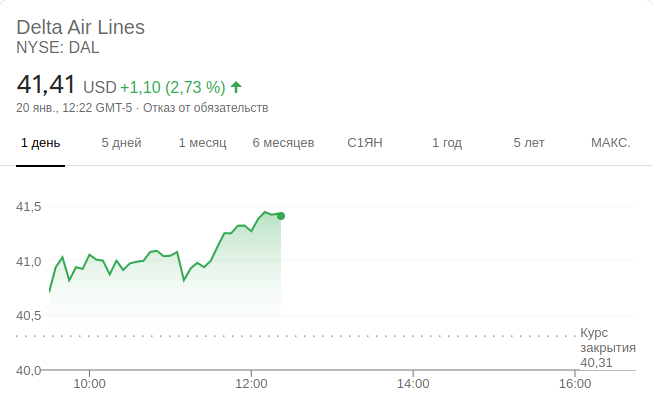 Delta Air Lines
NYSE: DAL
41,41 USD +1,10 (2,73 %)
20 янв., 12:22 GMT-5 · Отказ от обязательств
1 день 5 дней 1 месяц 6 месяцев С1ЯН 1 год 5 лет МАКС.
41,5
41,0
40,5
Курс
закрытия
40,31
40,0
10:00 12:00 14:00 16:00